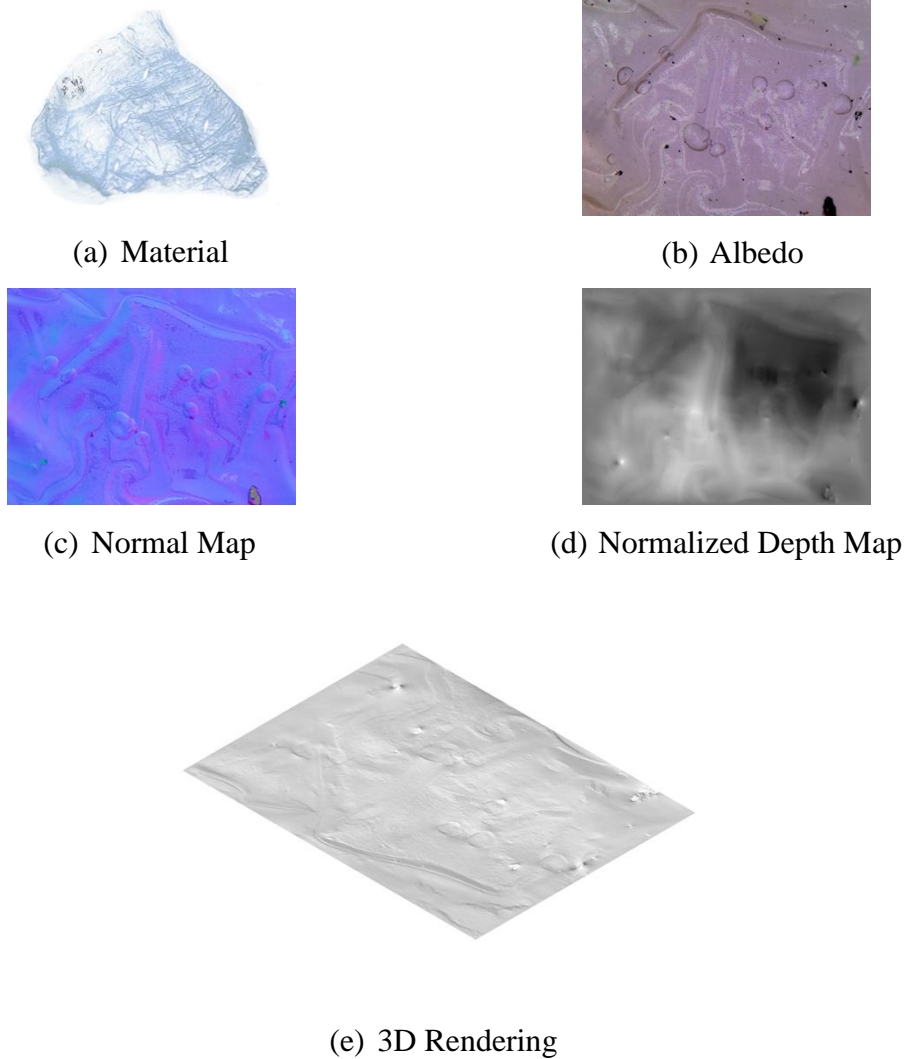 (a) Material
(b) Albedo
(c) Normal Map
(d) Normalized Depth Map
(e) 3D Rendering